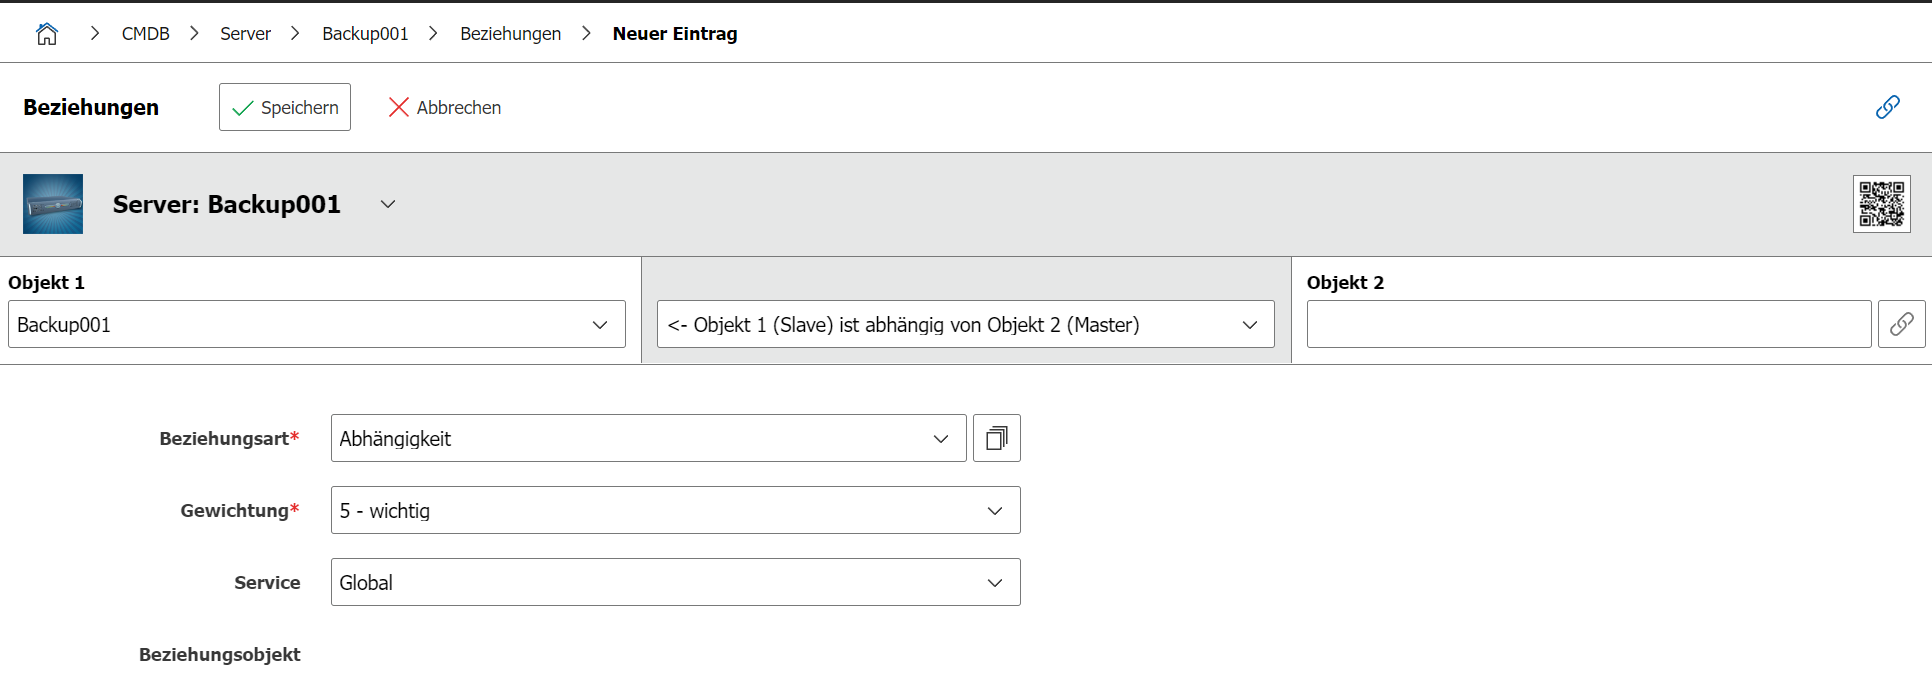 CMDB Server Backup001 Beziehungen Neuer Eintrag
Beziehungen Speichern Abbrechen
Server: Backup001
Objekt 1 Objekt 2
Backup001 <- Objekt 1 (Slave) ist abhängig von Objekt 2 (Master)
Beziehungsart* Abhängigkeit
Gewichtung* 5 - wichtig
Service Global
Beziehungsobjekt